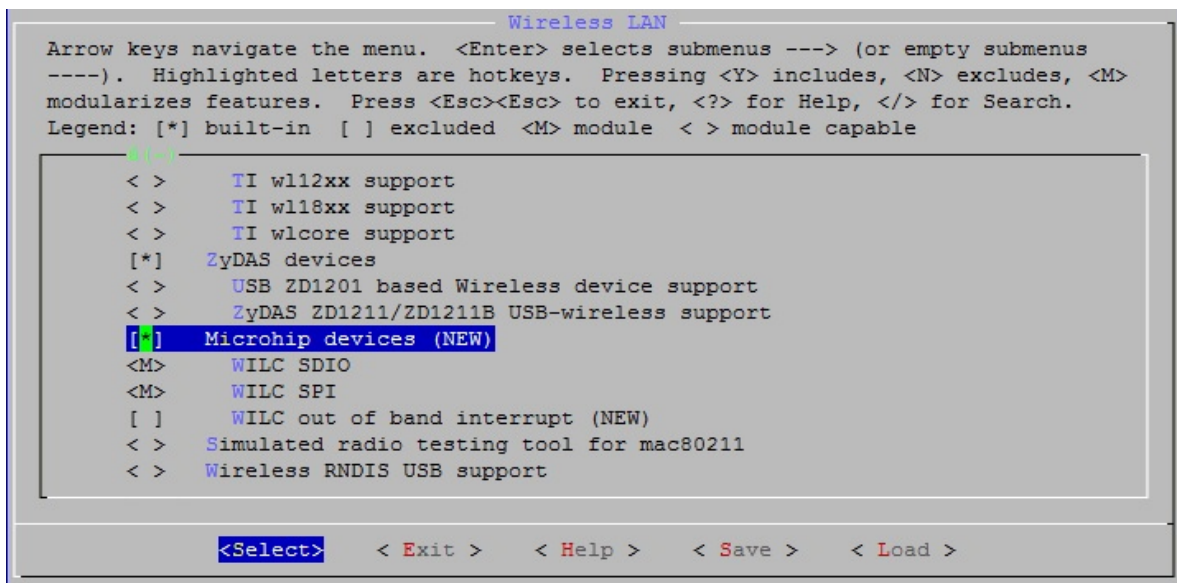 Wireless LAN
Arrow keys navigate the menu. <Enter> selects submenus ---> (or empty submenus
----). Highlighted letters are hotkeys. Pressing <Y> includes, <N> excludes, <M>
modularizes features. Press <Esc><Esc> to exit, <?> for Help, </> for Search.
Legend: [*] built-in [ ] excluded <M> module < > module capable
< > TI wl12xx support
< > TI wl18xx support
< > TI wlcore support
[*] ZyDAS devices
< > USB ZD1201 based Wireless device support
< > ZyDAS ZD1211/ZD1211B USB-wireless support
[*] Microhip devices (NEW)
<M> WILC SDIO
<M> WILC SPI
[ ] WILC out of band interrupt (NEW)
< > Simulated radio testing tool for mac80211
< > Wireless RNDIS USB support
<Select> < Exit > < Help > < Save > < Load >